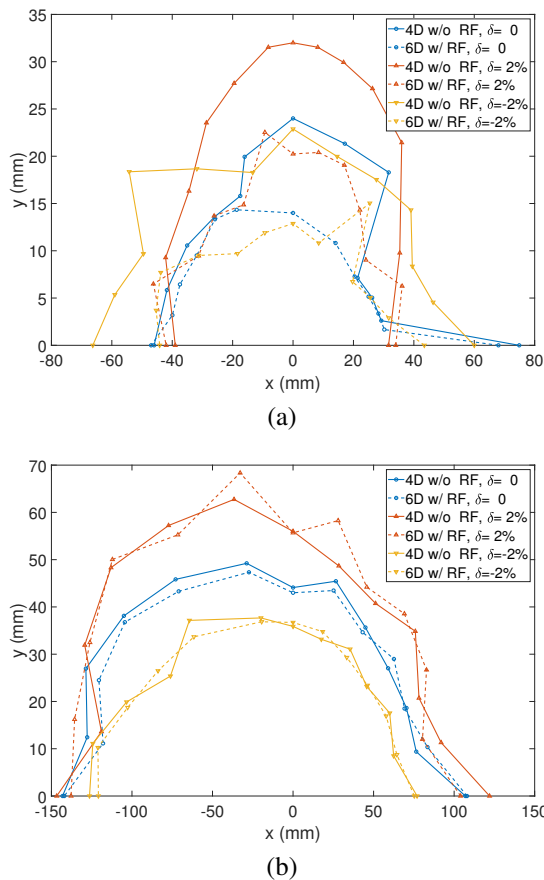 35
30
25
20
15
10
5
0
y (mm)
4D w/o RF, δ= 0
6D w/ RF, δ= 0
4D w/o RF, δ= 2%
6D w/ RF, δ= 2%
4D w/o RF, δ=-2%
6D w/ RF, δ=-2%
-80 -60 -40 -20 0 20 40 60 80
x (mm)
(a)
70
60
50
40
30
20
10
0
y (mm)
4D w/o RF, δ= 0
6D w/ RF, δ= 0
4D w/o RF, δ= 2%
6D w/ RF, δ= 2%
4D w/o RF, δ=-2%
6D w/ RF, δ=-2%
-150 -100 -50 0 50 100 150
x (mm)
(b)